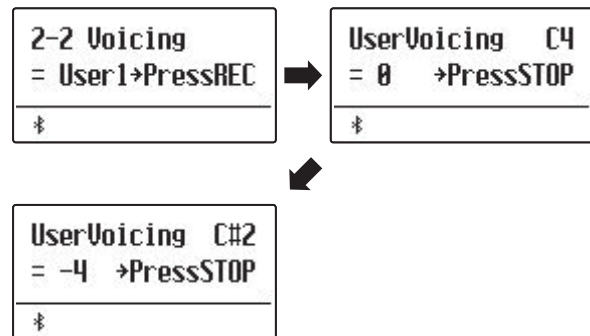 2-2 Voicing
= User1→PressREC
UserVoicing C4
= 0 →PressSTOP
UserVoicing C#2
= -4 →PressSTOP